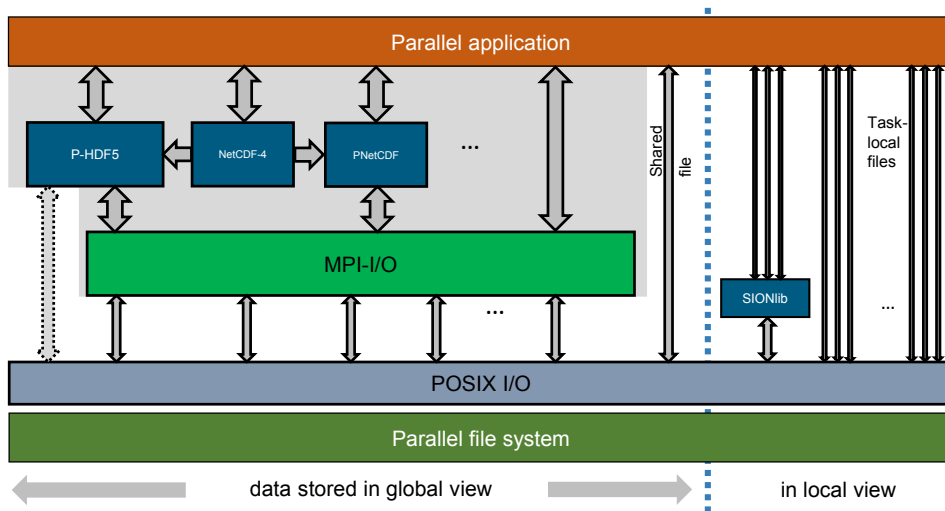 Parallel application
P-HDF5
NetCDF-4
PNetCDF
...
Shared
file
Task-
local
files
MPI-I/O
SIONlib
...
...
POSIX I/O
Parallel file system
data stored in global view
in local view